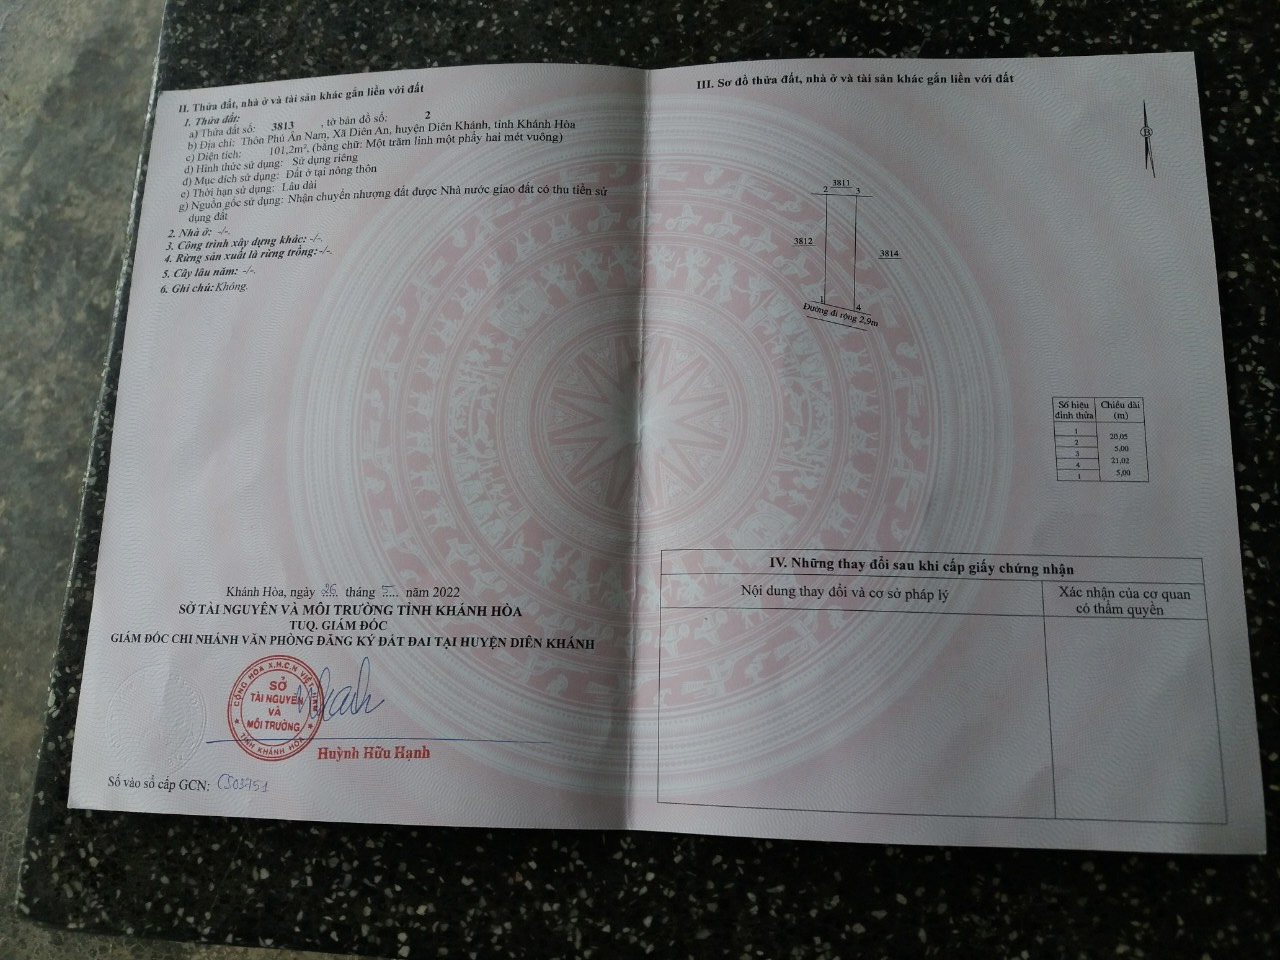 II. Thửa đất, nhà ở và tài sản khác gắn liền với đất
1. Thửa đất:
a) Thửa đất số: 3813 , tờ bản đồ số: 2
b) Địa chỉ: Thôn Phú Ân Nam, Xã Diên An, huyện Diên Khánh, tỉnh Khánh Hòa
c) Diện tích: 101,2m², (bằng chữ: Một trăm linh một phẩy hai mét vuông)
d) Hình thức sử dụng: Sử dụng riêng
đ) Mục đích sử dụng: Đất ở tại nông thôn
e) Thời hạn sử dụng: Lâu dài
g) Nguồn gốc sử dụng: Nhận chuyển nhượng đất được Nhà nước giao đất có thu tiền sử
dụng đất
2. Nhà ở: -/-.
3. Công trình xây dựng khác: -/-.
4. Rừng sản xuất là rừng trồng: -/-.
5. Cây lâu năm: -/-.
6. Ghi chú: Không.
Khánh Hòa, ngày 26 tháng 5 năm 2022
SỞ TÀI NGUYÊN VÀ MÔI TRƯỜNG TỈNH KHÁNH HÒA
TUQ. GIÁM ĐỐC
GIÁM ĐỐC CHI NHÁNH VĂN PHÒNG ĐĂNG KÝ ĐẤT ĐAI TẠI HUYỆN DIÊN KHÁNH
CỘNG HÒA X.H.C.N VIỆT NAM
SỞ
TÀI NGUYÊN
VÀ
MÔI TRƯỜNG
TỈNH KHÁNH HÒA
Huỳnh Hữu Hạnh
Số vào sổ cấp GCN: CS03751
III. Sơ đồ thửa đất, nhà ở và tài sản khác gắn liền với đất
B
3811
2 3
3812
3814
1 4
Đường đi rộng 2,9m
Số hiệu đỉnh thửa Chiều dài (m)
1
20,05
2
5,00
3
21,02
4
5,00
1
IV. Những thay đổi sau khi cấp giấy chứng nhận
Nội dung thay đổi và cơ sở pháp lý
Xác nhận của cơ quan
có thẩm quyền